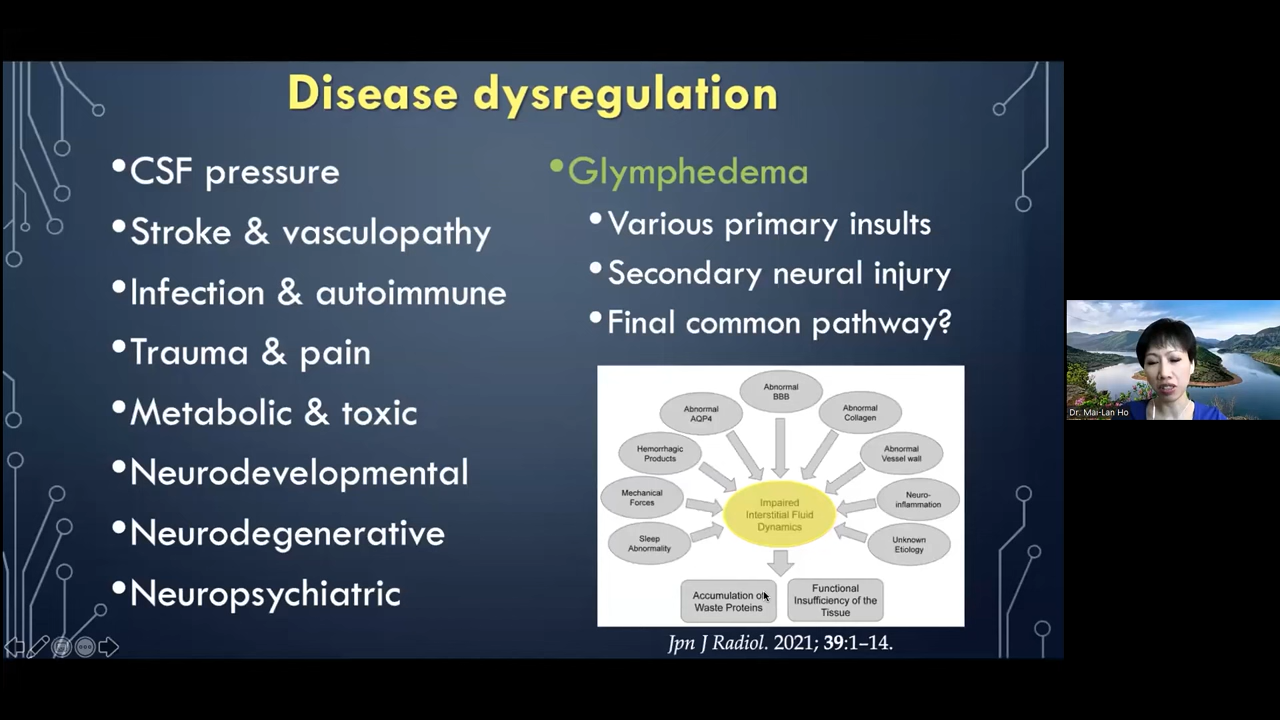 Disease dysregulation
•CSF pressure
•Stroke & vasculopathy
•Infection & autoimmune
•Trauma & pain
•Metabolic & toxic
•Neurodevelopmental
•Neurodegenerative
•Neuropsychiatric
•Glymphedema
•Various primary insults
•Secondary neural injury
•Final common pathway?
Abnormal
BBB
Abnormal
AQP4
Abnormal
Collagen
Hemorrhagic
Products
Abnormal
Vessel wall
Mechanical
Forces
Neuro-
inflammation
Sleep
Abnormality
Unknown
Etiology
Impaired
Interstitial Fluid
Dynamics
Accumulation of
Waste Proteins
Functional
Insufficiency of the
Tissue
Jpn J Radiol. 2021; 39:1–14.
Dr. Mai-Lan Ho